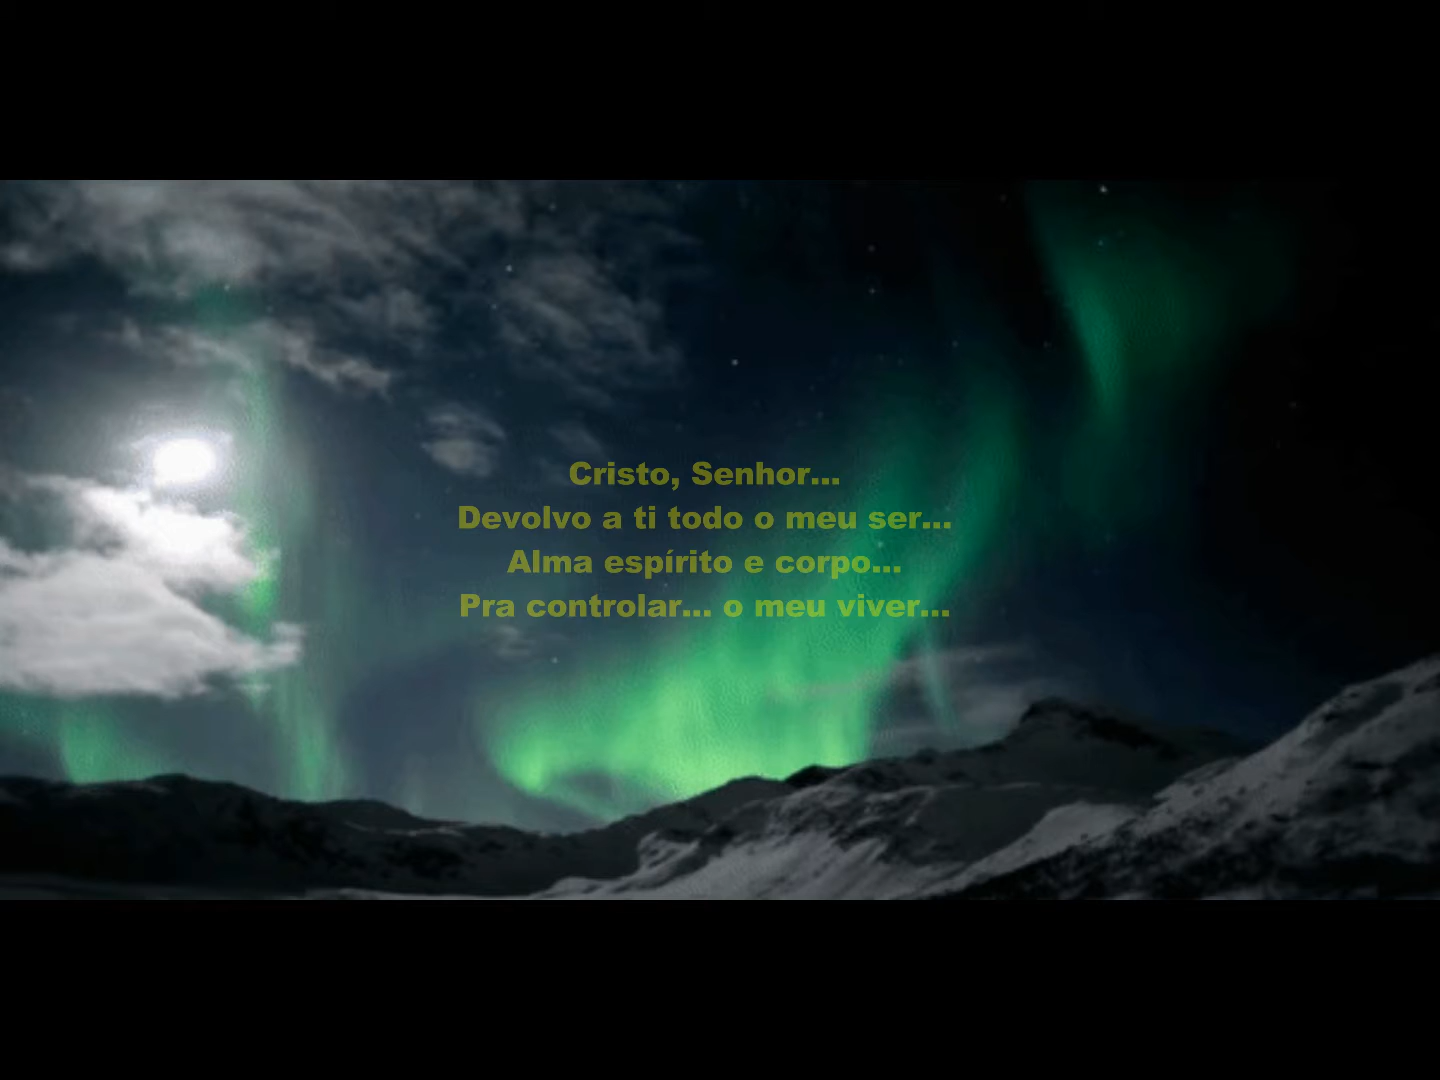 Cristo, Senhor...
Devolvo a ti todo o meu ser...
Alma espírito e corpo...
Pra controlar... o meu viver...